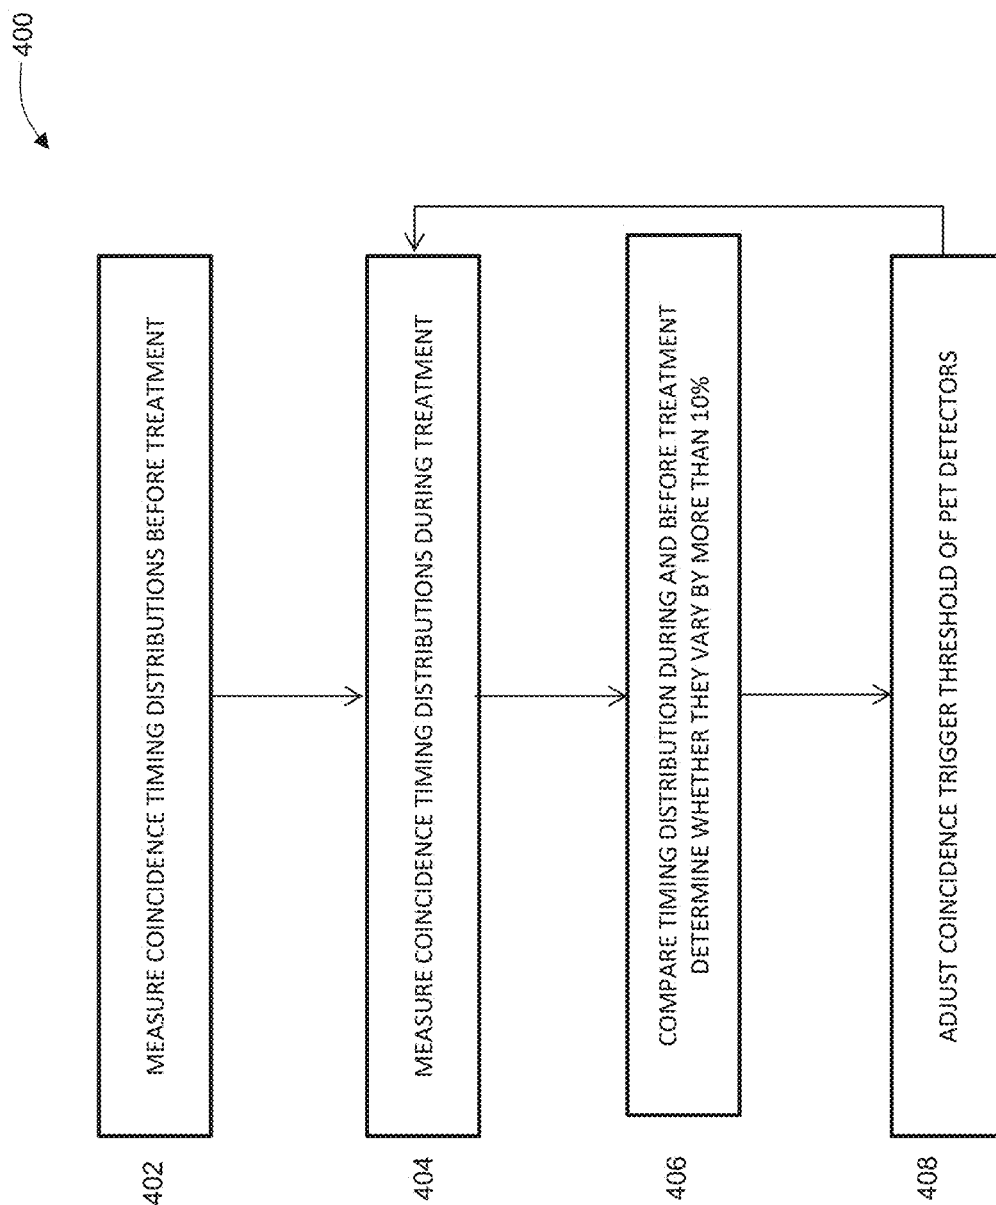 400
402
MEASURE COINCIDENCE TIMING DISTRIBUTIONS BEFORE TREATMENT
404
MEASURE COINCIDENCE TIMING DISTRIBUTIONS DURING TREATMENT
406
COMPARE TIMING DISTRIBUTION DURING AND BEFORE TREATMENT
DETERMINE WHETHER THEY VARY BY MORE THAN 10%
408
ADJUST COINCIDENCE TRIGGER THRESHOLD OF PET DETECTORS